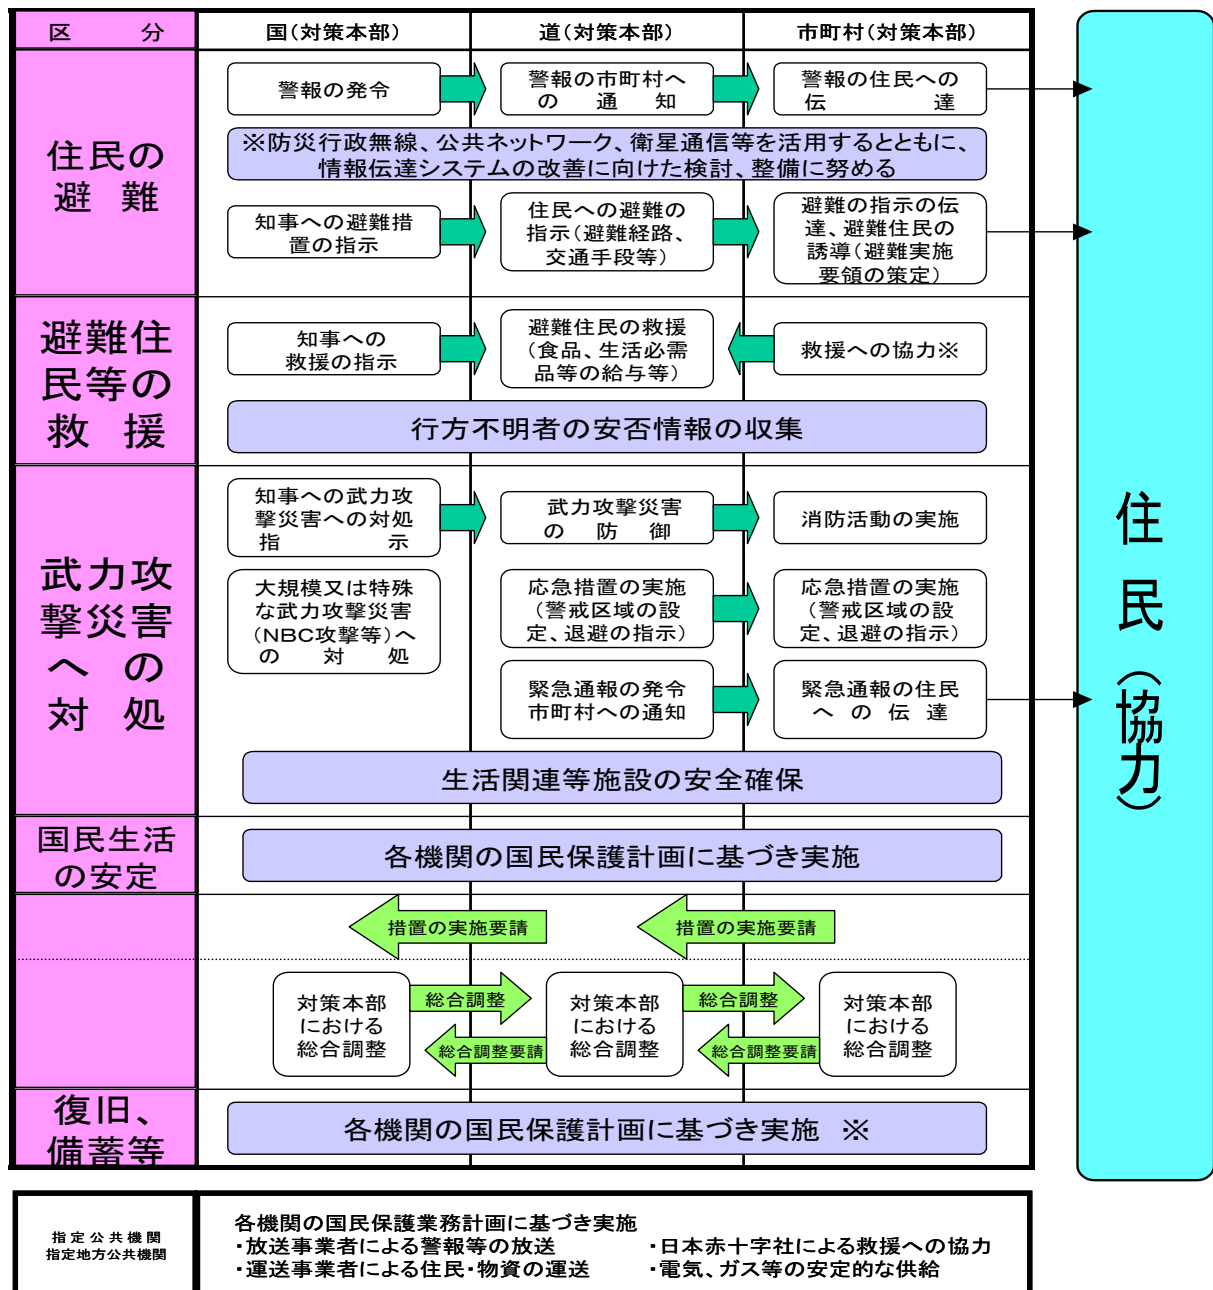 区　　分
国(対策本部)
道(対策本部)
市町村(対策本部)
住民の
避 難
警報の発令
警報の市町村へ
の 通 知
警報の住民への
伝 達
※防災行政無線、公共ネットワーク、衛星通信等を活用するとともに、
情報伝達システムの改善に向けた検討、整備に努める
知事への避難措
置の指示
住民への避難の
指示(避難経路、
交通手段等)
避難の指示の伝
達、避難住民の
誘導(避難実施
要領の策定)
避難住
民等の
救 援
知事への
救援の指示
避難住民の救援
(食品、生活必需
品等の給与等)
救援への協力※
行方不明者の安否情報の収集
武力攻
撃災害
へ の
対 処
知事への武力攻
撃災害への対処
指 示
武力攻撃災害
の 防 御
消防活動の実施
大規模又は特殊
な武力攻撃災害
(NBC攻撃等)へ
の 対 処
応急措置の実施
(警戒区域の設
定、退避の指示)
応急措置の実施
(警戒区域の設
定、退避の指示)
緊急通報の発令
市町村への通知
緊急通報の住民
へ の 伝 達
生活関連等施設の安全確保
国民生活
の安定
各機関の国民保護計画に基づき実施
措置の実施要請
措置の実施要請
対策本部
における
総合調整
総合調整
総合調整要請
対策本部
における
総合調整
総合調整
総合調整要請
対策本部
における
総合調整
復旧、
備蓄等
各機関の国民保護計画に基づき実施 ※
住民(協力)
指定公共機関
指定地方公共機関
各機関の国民保護業務計画に基づき実施
・放送事業者による警報等の放送
・日本赤十字社による救援への協力
・運送事業者による住民・物資の運送
・電気、ガス等の安定的な供給